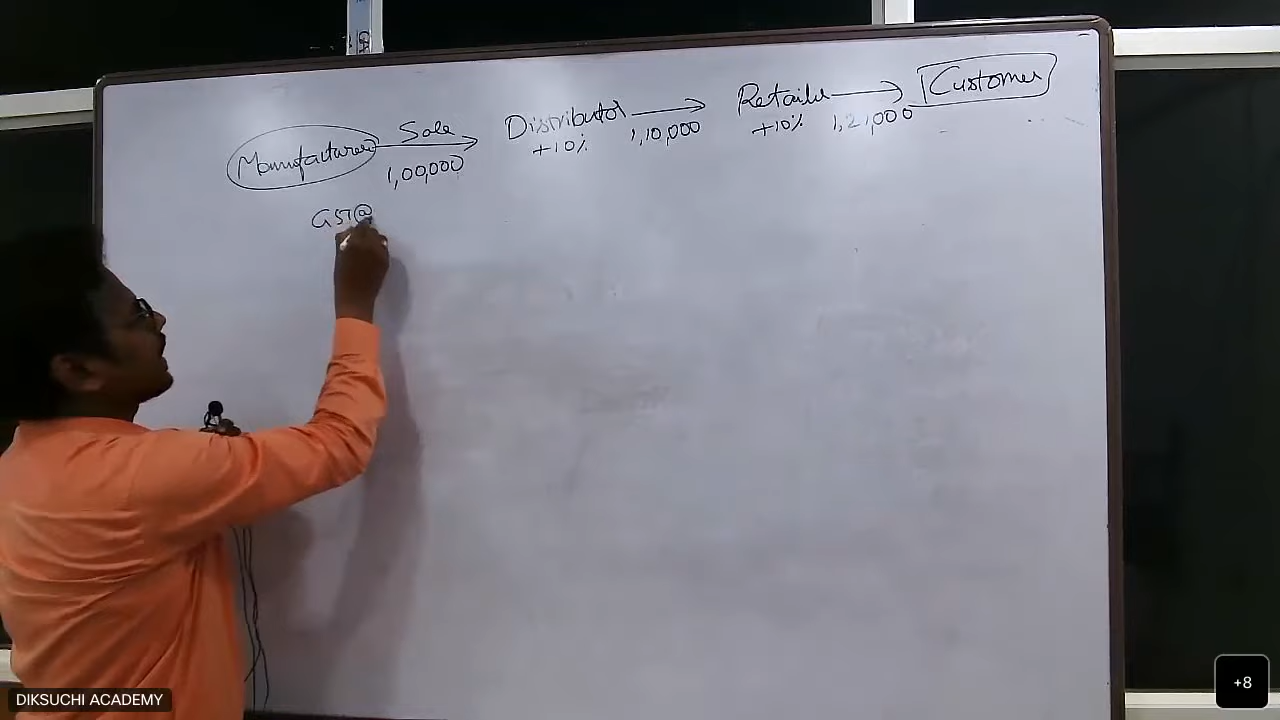 Manufacturer Sale Distributor Retailer Customer
1,00,000 +10% 1,10,000 +10% 1,21,000
GST@
DIKSUCHI ACADEMY
+8